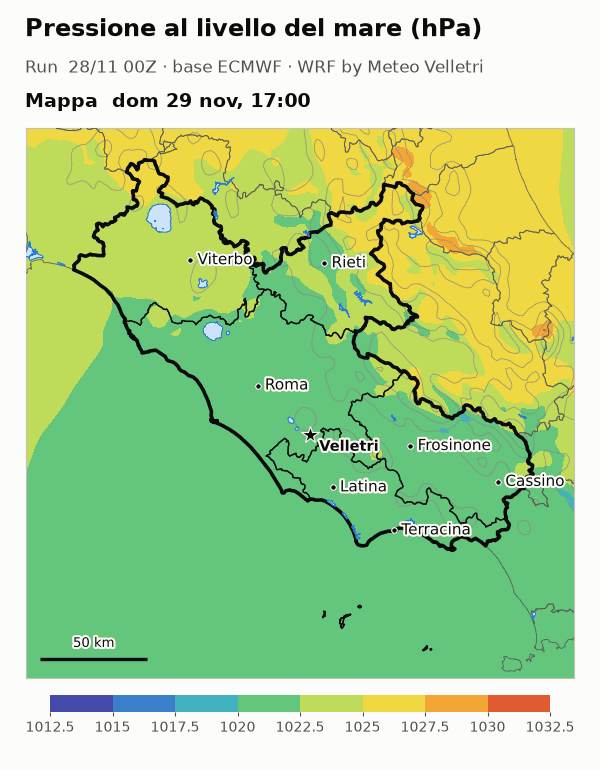 Pressione al livello del mare (hPa)
Run  28/11 00Z · base ECMWF · WRF by Meteo Velletri
Mappa  dom 29 nov, 17:00
Viterbo
Rieti
Roma
Velletri
Frosinone
Cassino
Latina
Terracina
50 km
1012.5 1015 1017.5 1020 1022.5 1025 1027.5 1030 1032.5